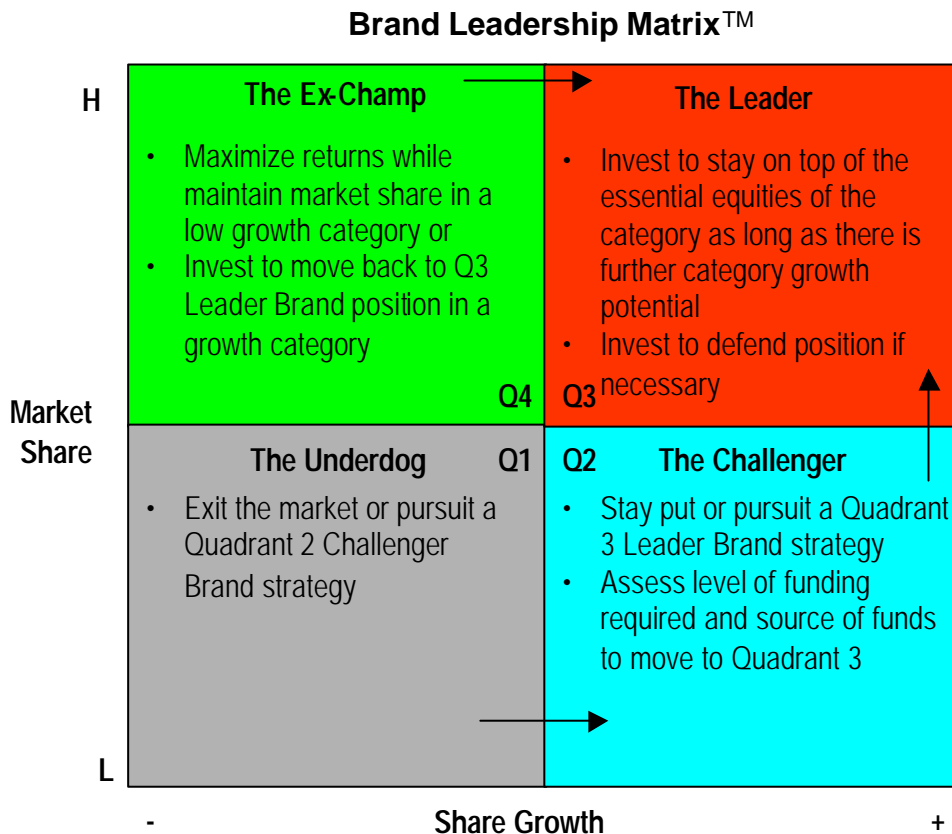 Brand Leadership Matrix™
H
The Ex-Champ
• Maximize returns while
maintain market share in a
low growth category or
• Invest to move back to Q3
Leader Brand position in a
growth category
Q4
The Leader
• Invest to stay on top of the
essential equities of the
category as long as there is
further category growth
potential
• Invest to defend position if
necessary
Q3
Market
Share
The Underdog
Q1
• Exit the market or pursuit a
Quadrant 2 Challenger
Brand strategy
Q2
The Challenger
• Stay put or pursuit a Quadrant
3 Leader Brand strategy
• Assess level of funding
required and source of funds
to move to Quadrant 3
L
-
Share Growth
+